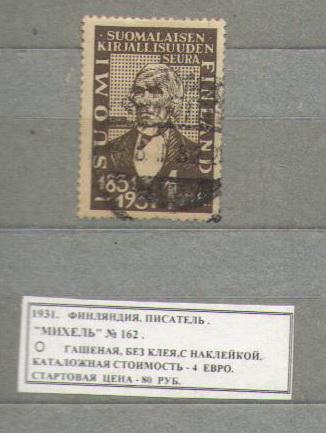 SUOMALAISEN
KIRJALLISUUDEN
SEURA
SUOMI
FINLAND
1831
1931
1931. ФИНЛЯНДИЯ. ПИСАТЕЛЬ .
"МИХЕЛЬ" № 162 .
О ГАШЕНАЯ, БЕЗ КЛЕЯ,С НАКЛЕЙКОЙ.
КАТАЛОЖНАЯ СТОИМОСТЬ - 4 ЕВРО.
СТАРТОВАЯ ЦЕНА - 80 РУБ.